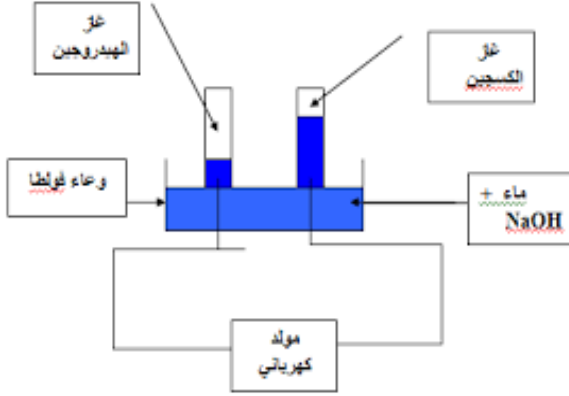 غاز
الهيدروجين
غاز
الكسجين
وعاء فولطا
ماء +
NaOH
مولد
كهربائي